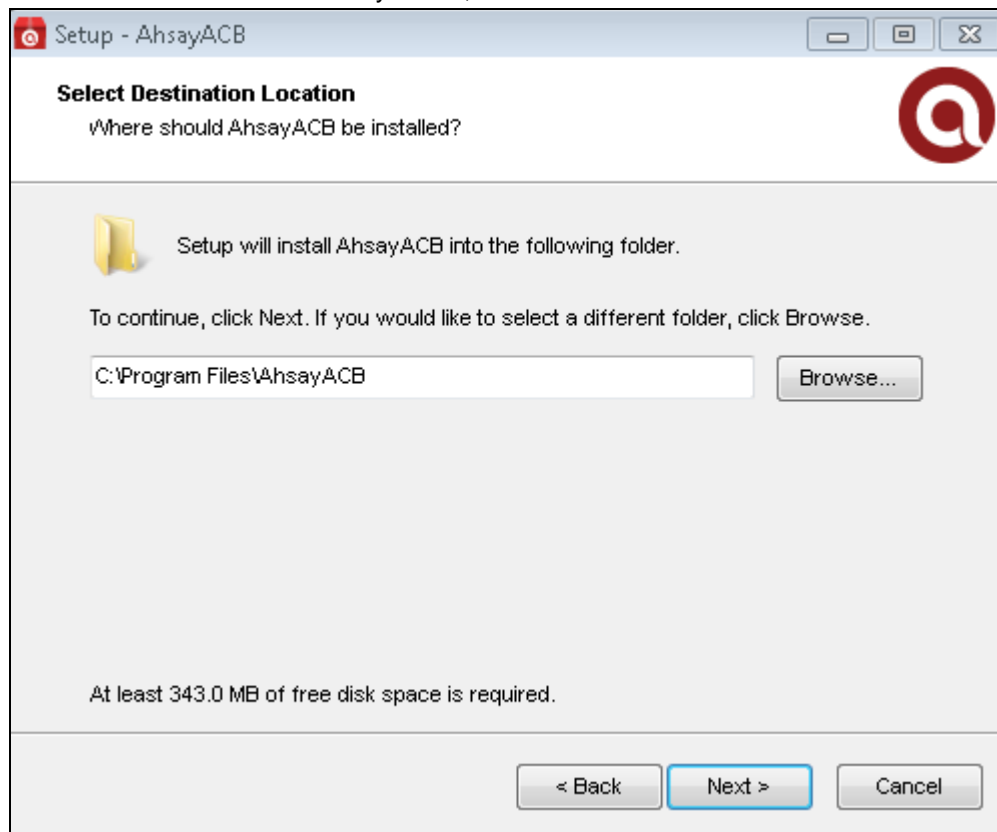 Setup - AhsayACB
Select Destination Location
Where should AhsayACB be installed?
Setup will install AhsayACB into the following folder.
To continue, click Next. If you would like to select a different folder, click Browse.
C:\Program Files\AhsayACB
Browse...
At least 343.0 MB of free disk space is required.
< Back
Next >
Cancel